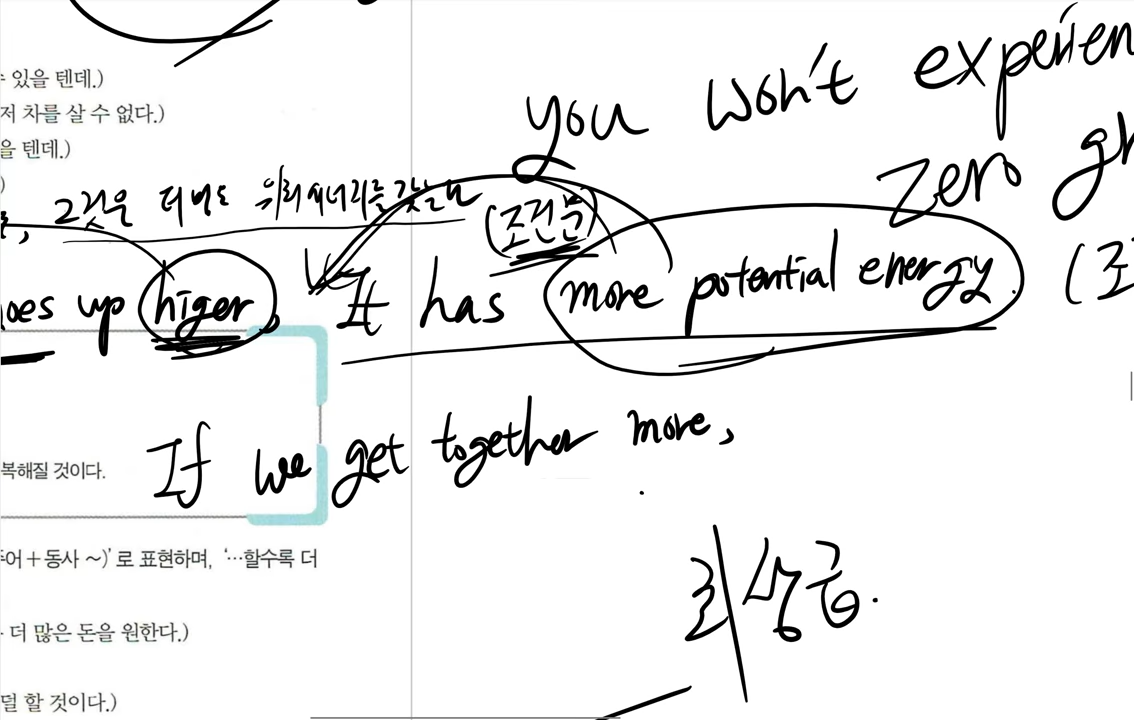 있을 텐데.)
you won't experien
저 차를 살 수 없다.)
zero gr
을 텐데.)
그것은 더 많은 위치에너지를 갖는다
(조건문)
oes up higer, It has more potential energy. (조
If we get together more,
복해질 것이다.
어+동사 ~)'로 표현하며, '…할수록 더
최상급.
더 많은 돈을 원한다.)
덜 할 것이다.)